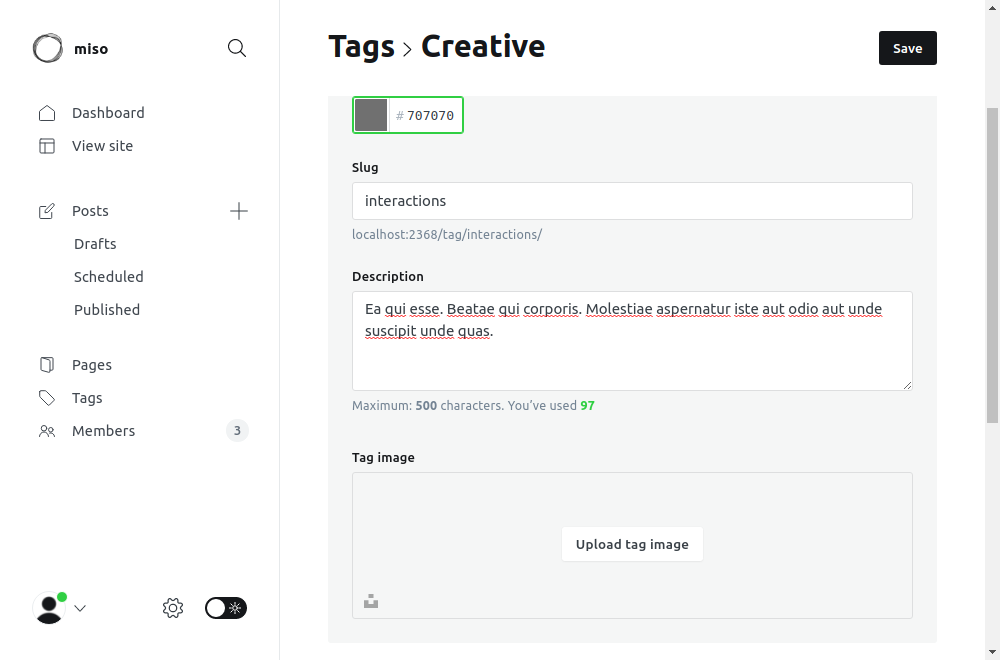 miso
Tags > Creative
Save
Dashboard
View site
# 707070
Slug
Posts
interactions
Drafts
localhost:2368/tag/interactions/
Scheduled
Description
Published
Ea qui esse. Beatae qui corporis. Molestiae aspernatur iste aut odio aut unde
suscipit unde quas.
Pages
Tags
Maximum: 500 characters. You’ve used 97
Members
3
Tag image
Upload tag image